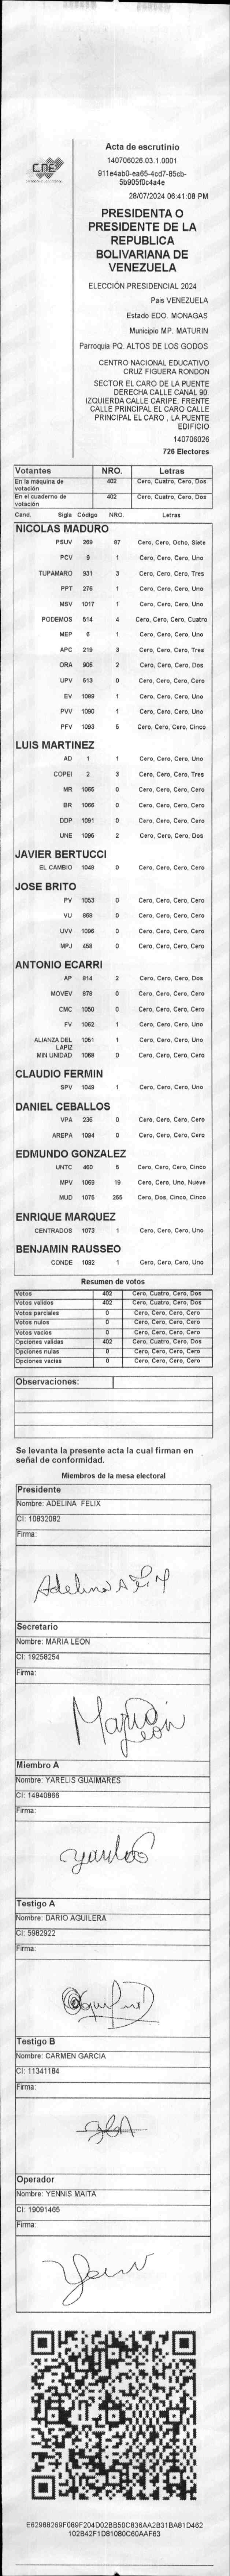 CNE
Acta de escrutinio
140706026.03.1.0001
911e4ab0-ea65-4cd7-85cb-
5b905f0c4a4e
28/07/2024 06:41:08 PM
PRESIDENTA O
PRESIDENTE DE LA
REPUBLICA
BOLIVARIANA DE
VENEZUELA
ELECCIÓN PRESIDENCIAL 2024
Pais VENEZUELA
Estado EDO. MONAGAS
Municipio MP. MATURIN
Parroquia PQ. ALTOS DE LOS GODOS
CENTRO NACIONAL EDUCATIVO
CRUZ FIGUERA RONDON
SECTOR EL CARO DE LA PUENTE
DERECHA CALLE CANAL 90.
IZQUIERDA CALLE CARIPE. FRENTE
CALLE PRINCIPAL EL CARO CALLE
PRINCIPAL EL CARO , LA PUENTE
EDIFICIO
140706026
726 Electores
Votantes NRO. Letras
En la máquina de votación 402 Cero, Cuatro, Cero, Dos
En el cuaderno de votación 402 Cero, Cuatro, Cero, Dos
Cand. Sigla Código NRO. Letras
NICOLAS MADURO
PSUV 269 87 Cero, Cero, Ocho, Siete
PCV 9 1 Cero, Cero, Cero, Uno
TUPAMARO 931 3 Cero, Cero, Cero, Tres
PPT 276 1 Cero, Cero, Cero, Uno
MSV 1017 1 Cero, Cero, Cero, Uno
PODEMOS 514 4 Cero, Cero, Cero, Cuatro
MEP 6 1 Cero, Cero, Cero, Uno
APC 219 3 Cero, Cero, Cero, Tres
ORA 906 2 Cero, Cero, Cero, Dos
UPV 513 0 Cero, Cero, Cero, Cero
EV 1089 1 Cero, Cero, Cero, Uno
PVV 1090 1 Cero, Cero, Cero, Uno
PFV 1093 5 Cero, Cero, Cero, Cinco
LUIS MARTINEZ
AD 1 1 Cero, Cero, Cero, Uno
COPEI 2 3 Cero, Cero, Cero, Tres
MR 1065 0 Cero, Cero, Cero, Cero
BR 1066 0 Cero, Cero, Cero, Cero
DDP 1091 0 Cero, Cero, Cero, Cero
UNE 1095 2 Cero, Cero, Cero, Dos
JAVIER BERTUCCI
EL CAMBIO 1048 0 Cero, Cero, Cero, Cero
JOSE BRITO
PV 1053 0 Cero, Cero, Cero, Cero
VU 868 0 Cero, Cero, Cero, Cero
UVV 1096 0 Cero, Cero, Cero, Cero
MPJ 458 0 Cero, Cero, Cero, Cero
ANTONIO ECARRI
AP 814 2 Cero, Cero, Cero, Dos
MOVEV 979 0 Cero, Cero, Cero, Cero
CMC 1050 0 Cero, Cero, Cero, Cero
FV 1062 1 Cero, Cero, Cero, Uno
ALIANZA DEL LAPIZ 1051 1 Cero, Cero, Cero, Uno
MIN UNIDAD 1069 0 Cero, Cero, Cero, Cero
CLAUDIO FERMIN
SPV 1049 1 Cero, Cero, Cero, Uno
DANIEL CEBALLOS
VPA 236 0 Cero, Cero, Cero, Cero
AREPA 1094 0 Cero, Cero, Cero, Cero
EDMUNDO GONZALEZ
UNTC 460 5 Cero, Cero, Cero, Cinco
MPV 1069 19 Cero, Cero, Uno, Nueve
MUD 1075 255 Cero, Dos, Cinco, Cinco
ENRIQUE MARQUEZ
CENTRADOS 1073 1 Cero, Cero, Cero, Uno
BENJAMIN RAUSSEO
CONDE 1092 1 Cero, Cero, Cero, Uno
Resumen de votos
Votos 402 Cero, Cuatro, Cero, Dos
Votos validos 402 Cero, Cuatro, Cero, Dos
Votos parciales 0 Cero, Cero, Cero, Cero
Votos nulos 0 Cero, Cero, Cero, Cero
Votos vacios 0 Cero, Cero, Cero, Cero
Opciones validas 402 Cero, Cuatro, Cero, Dos
Opciones nulas 0 Cero, Cero, Cero, Cero
Opciones vacias 0 Cero, Cero, Cero, Cero
Observaciones:
Se levanta la presente acta la cual firman en
señal de conformidad.
Miembros de la mesa electoral
Presidente
Nombre: ADELINA FELIX
CI: 10832082
Firma:
Secretario
Nombre: MARIA LEON
CI: 19258254
Firma:
Maria
Leon
Miembro A
Nombre: YARELIS GUAIMARES
CI: 14940866
Firma:
Testigo A
Nombre: DARIO AGUILERA
CI: 5982922
Firma:
Testigo B
Nombre: CARMEN GARCIA
CI: 11341184
Firma:
Operador
Nombre: YENNIS MAITA
CI: 19091465
Firma:
E62988269F089F204D02BB50C836AA2B31BA81D462
102B42F1D81080C60AAF63